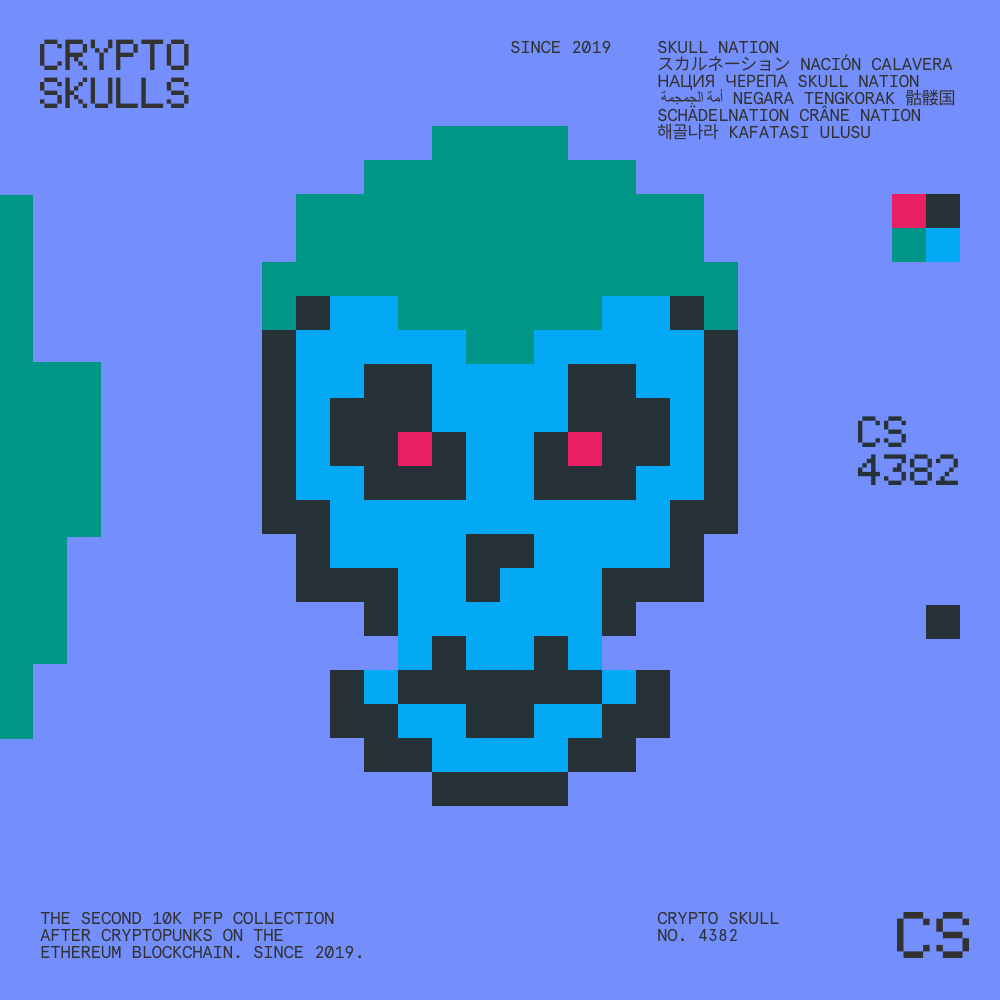 CRYPTO
SKULLS
SINCE 2019
SKULL NATION
スカルネーション NACIÓN CALAVERA
НАЦИЯ ЧЕРЕПА SKULL NATION
أمة الجمجمة NEGARA TENGKORAK 骷髅国
SCHÄDELNATION CRÂNE NATION
해골나라 KAFATASI ULUSU
CS
4382
THE SECOND 10K PFP COLLECTION
AFTER CRYPTOPUNKS ON THE
ETHEREUM BLOCKCHAIN. SINCE 2019.
CRYPTO SKULL
NO. 4382
CS